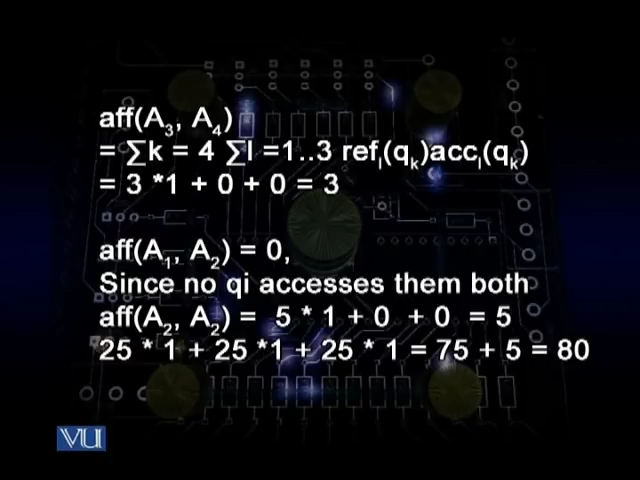 aff(A₃, A₄)
= ∑k = 4 ∑l =1..3 refₗ(qₖ)accₗ(qₖ)
= 3 *1 + 0 + 0 = 3
aff(A₁, A₂) = 0,
Since no qi accesses them both
aff(A₂, A₂) = 5 * 1 + 0 + 0 = 5
25 * 1 + 25 *1 + 25 * 1 = 75 + 5 = 80
VU